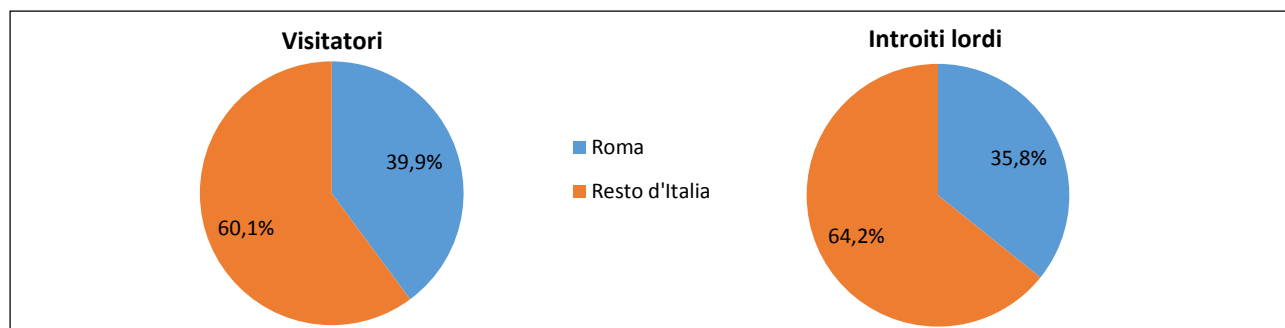 Visitatori
39,9%
60,1%
Roma
Resto d'Italia
Introiti lordi
35,8%
64,2%